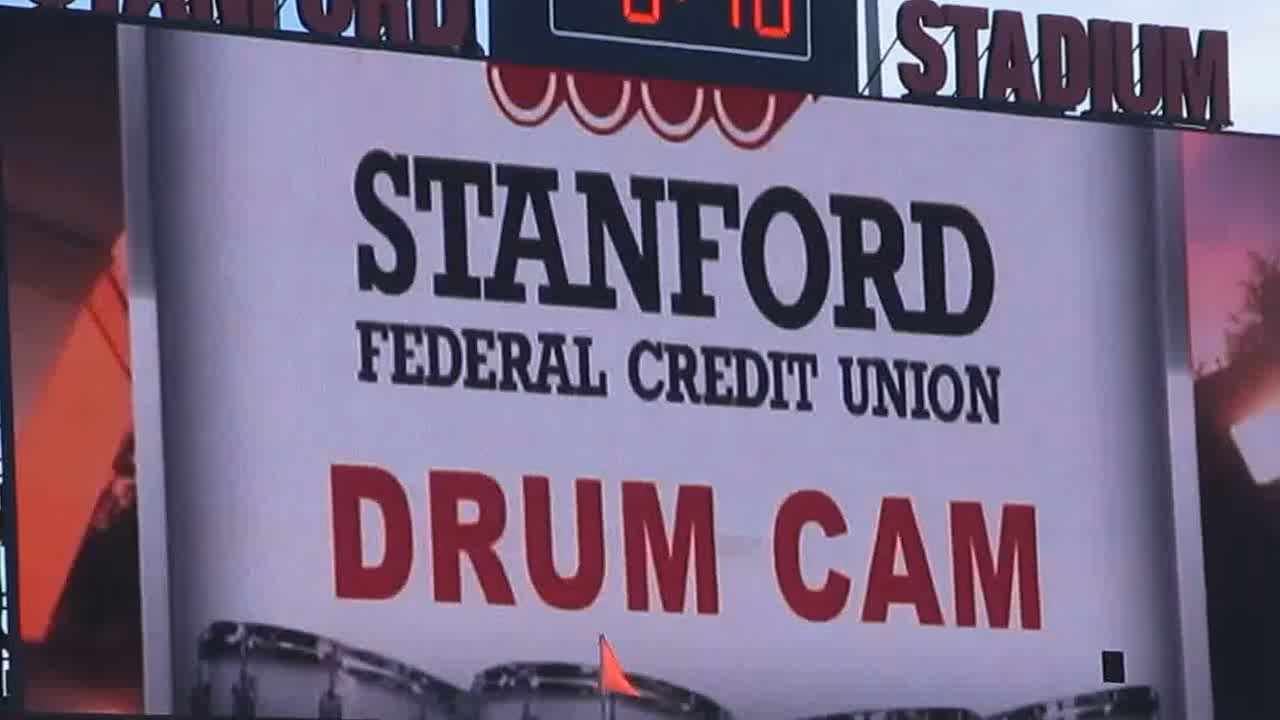 STANFORD STADIUM
STANFORD
FEDERAL CREDIT UNION
DRUM CAM